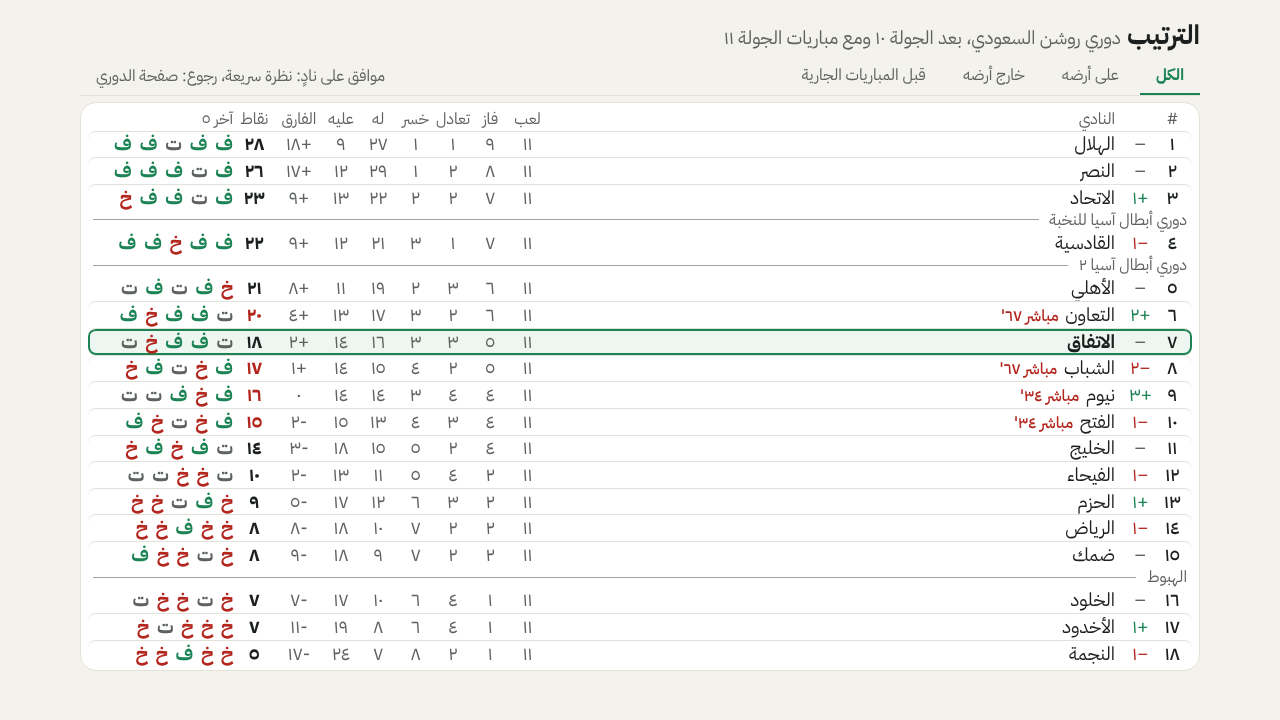 الترتيب دوري روشن السعودي، بعد الجولة ١٠ ومع مباريات الجولة ١١
الكل على أرضه خارج أرضه قبل المباريات الجارية موافق على نادٍ: نظرة سريعة، رجوع: صفحة الدوري
# النادي لعب فاز تعادل خسر له عليه الفارق نقاط آخر ٥
١ – الهلال ١١ ٩ ١ ١ ٢٧ ٩ +١٨ ٢٨ ف ف ت ف ف
٢ – النصر ١١ ٨ ٢ ١ ٢٩ ١٢ +١٧ ٢٦ ف ت ف ف ف
٣ +١ الاتحاد ١١ ٧ ٢ ٢ ٢٢ ١٣ +٩ ٢٣ ف ت ف ف خ
دوري أبطال آسيا للنخبة
٤ −١ القادسية ١١ ٧ ١ ٣ ٢١ ١٢ +٩ ٢٢ ف ف خ ف ف
دوري أبطال آسيا ٢
٥ – الأهلي ١١ ٦ ٣ ٢ ١٩ ١١ +٨ ٢١ خ ف ت ف ت
٦ +٢ التعاون مباشر ٦٧' ١١ ٦ ٢ ٣ ١٧ ١٣ +٤ ٢٠ ت ف ف خ ف
٧ – الاتفاق ١١ ٥ ٣ ٣ ١٦ ١٤ +٢ ١٨ ت ف ف خ ت
٨ −٢ الشباب مباشر ٦٧' ١١ ٥ ٢ ٤ ١٥ ١٤ +١ ١٧ ف خ ت ف خ
٩ +٣ نيوم مباشر ٣٤' ١١ ٤ ٤ ٣ ١٤ ١٤ ٠ ١٦ ف خ ف ت ت
١٠ −١ الفتح مباشر ٣٤' ١١ ٤ ٣ ٤ ١٣ ١٥ -٢ ١٥ ف خ ت خ ف
١١ – الخليج ١١ ٤ ٢ ٥ ١٥ ١٨ -٣ ١٤ ت ف خ ف خ
١٢ −١ الفيحاء ١١ ٢ ٤ ٥ ١١ ١٣ -٢ ١٠ ت خ خ ت ت
١٣ +١ الحزم ١١ ٢ ٣ ٦ ١٢ ١٧ -٥ ٩ خ ف ت خ خ
١٤ −١ الرياض ١١ ٢ ٢ ٧ ١٠ ١٨ -٨ ٨ خ خ ف خ خ
١٥ – ضمك ١١ ٢ ٢ ٧ ٩ ١٨ -٩ ٨ خ ت خ خ ف
الهبوط
١٦ – الخلود ١١ ١ ٤ ٦ ١٠ ١٧ -٧ ٧ خ ت خ خ ت
١٧ +١ الأخدود ١١ ١ ٤ ٦ ٨ ١٩ -١١ ٧ خ خ خ ت خ
١٨ −١ النجمة ١١ ١ ٢ ٨ ٧ ٢٤ -١٧ ٥ خ خ ف خ خ